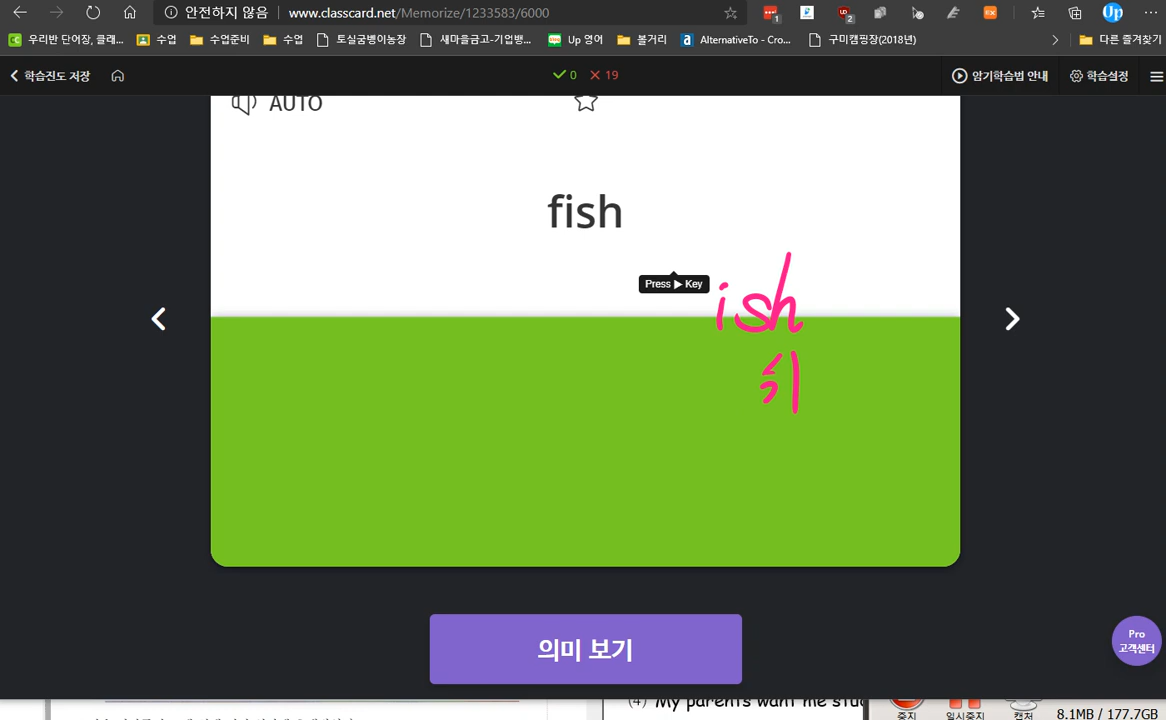 안전하지 않음 www.classcard.net/Memorize/1233583/6000
우리반 단어장, 클래... 수업 수업준비 수업 토실궁뱅이농장 새마을금고-기업뱅... Up 영어 볼거리 AlternativeTo - Cro... 구미캠핑장(2018년) 다른 즐겨찾기
학습진도 저장 0 19 암기학습법 안내 학습설정
AUTO
fish
Press ▶ Key
ish
의미 보기
Pro
고객센터
(4) My parents want me stu
중지 일시중지 캡처 8.1MB / 177.7GB